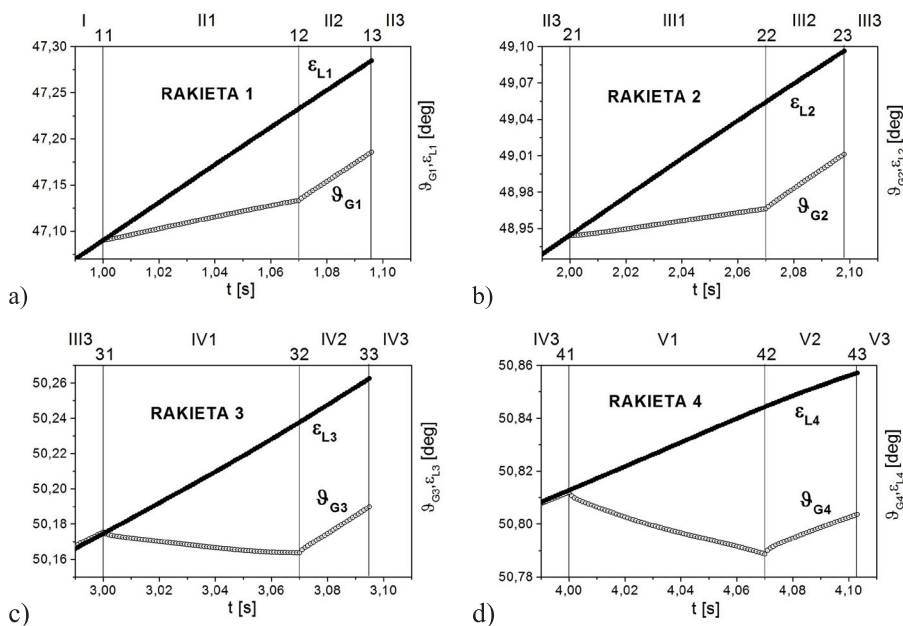 I II1 II2 II3
11 12 13
47,30
47,25
47,20
47,15
47,10
RAKIETA 1
εL1
ϑG1
ϑG1,εL1 [deg]
1,00 1,02 1,04 1,06 1,08 1,10
t [s]
a)
II3 III1 III2 III3
21 22 23
49,10
49,07
49,04
49,01
48,98
48,95
RAKIETA 2
εL2
ϑG2
ϑG2,εL2 [deg]
2,00 2,02 2,04 2,06 2,08 2,10
t [s]
b)
III3 IV1 IV2 IV3
31 32 33
50,26
50,24
50,22
50,20
50,18
50,16
RAKIETA 3
εL3
ϑG3
ϑG3,εL3 [deg]
3,00 3,02 3,04 3,06 3,08 3,10
t [s]
c)
IV3 V1 V2 V3
41 42 43
50,86
50,84
50,82
50,80
50,78
RAKIETA 4
εL4
ϑG4
ϑG4,εL4 [deg]
4,00 4,02 4,04 4,06 4,08 4,10
t [s]
d)